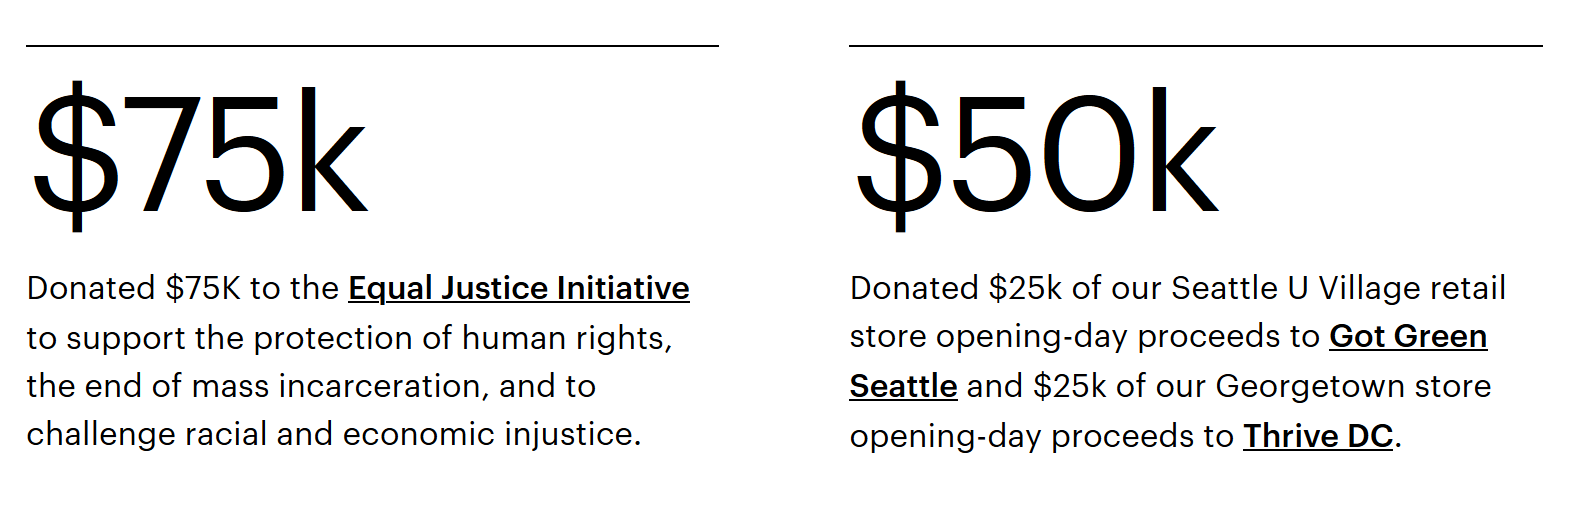 $75k
Donated $75K to the Equal Justice Initiative
to support the protection of human rights,
the end of mass incarceration, and to
challenge racial and economic injustice.
$50k
Donated $25k of our Seattle U Village retail
store opening-day proceeds to Got Green
Seattle and $25k of our Georgetown store
opening-day proceeds to Thrive DC.